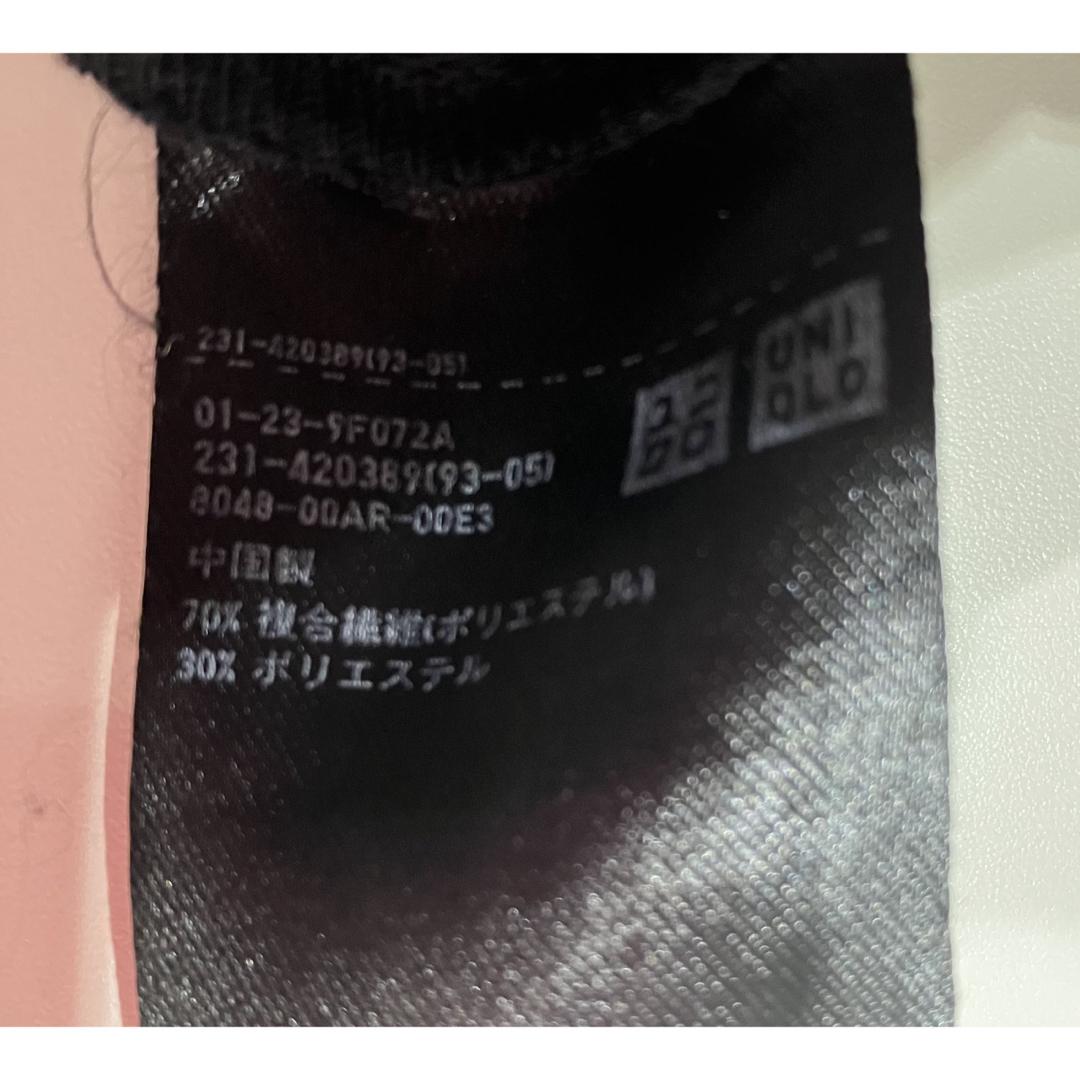 231-420389(93-05)
ユニ
クロ
UNI
QLO
01-23-9F072A
231-420389(93-05)
8048-00AR-00E3
中国製
70% 複合繊維(ポリエステル)
30% ポリエステル